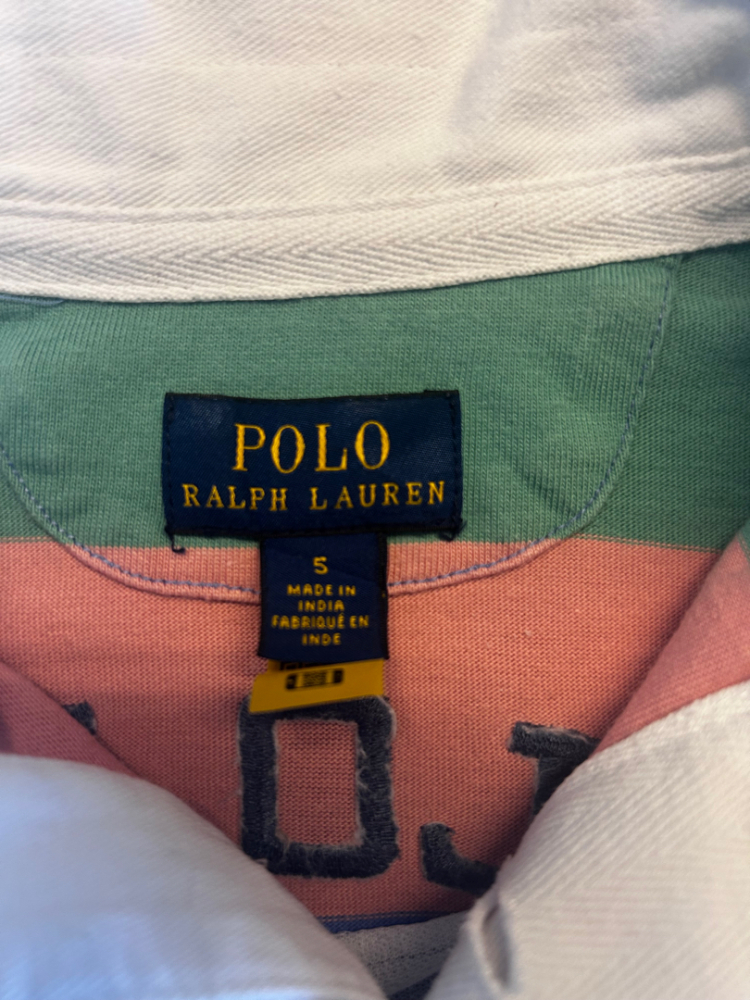 POLO
RALPH LAUREN
5
MADE IN
INDIA
FABRIQUÉ EN
INDE